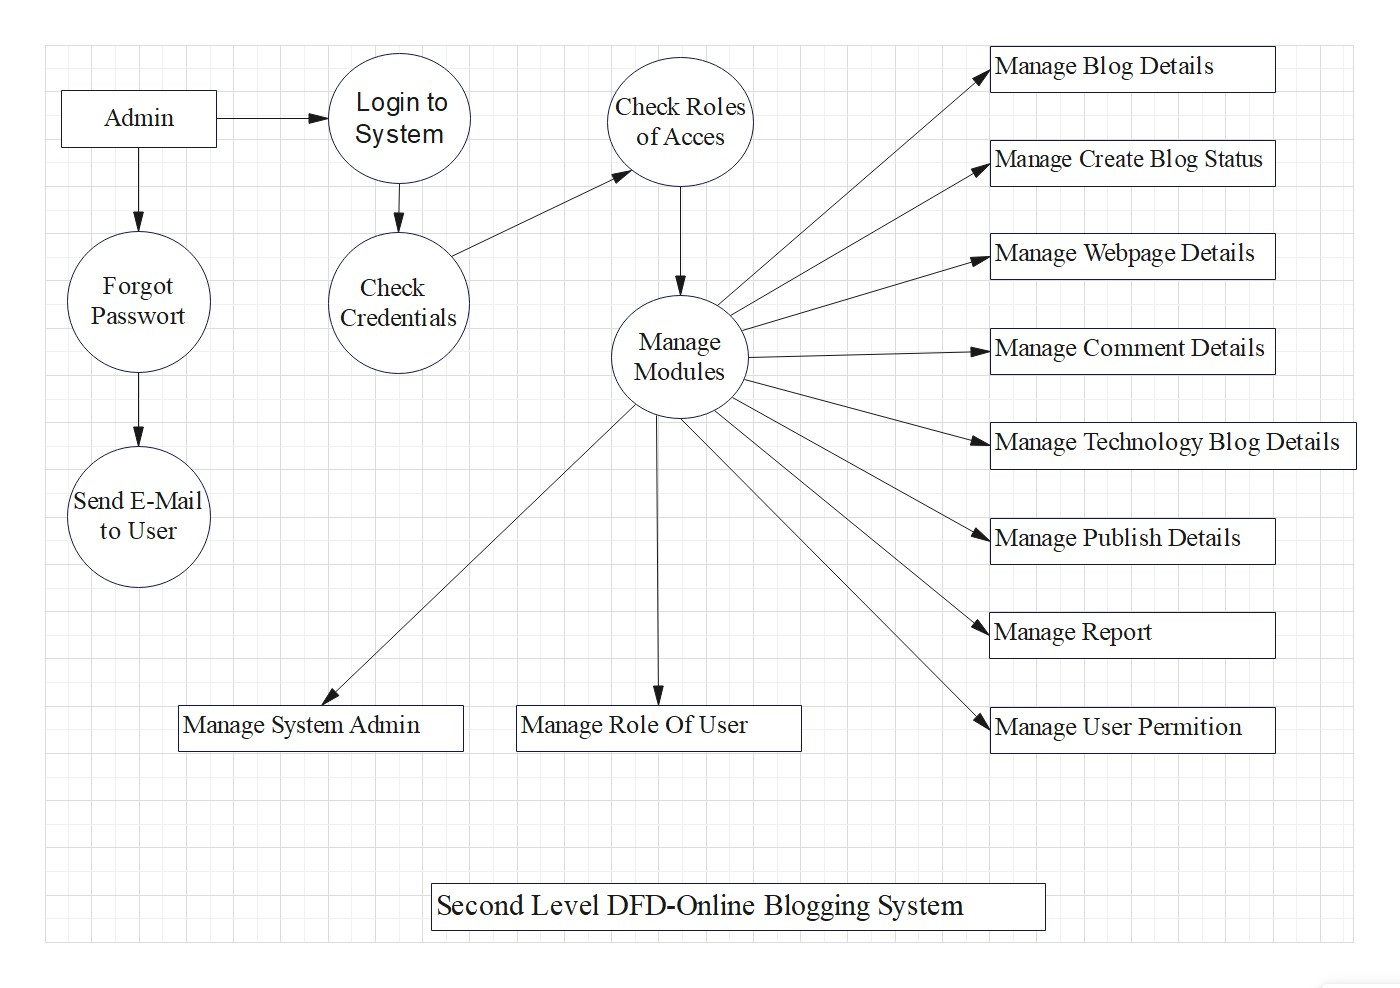 Admin
Login to
System
Check Roles
of Acces
Forgot
Passwort
Check
Credentials
Send E-Mail
to User
Manage
Modules
Manage Blog Details
Manage Create Blog Status
Manage Webpage Details
Manage Comment Details
Manage Technology Blog Details
Manage Publish Details
Manage Report
Manage User Permition
Manage System Admin
Manage Role Of User
Second Level DFD-Online Blogging System